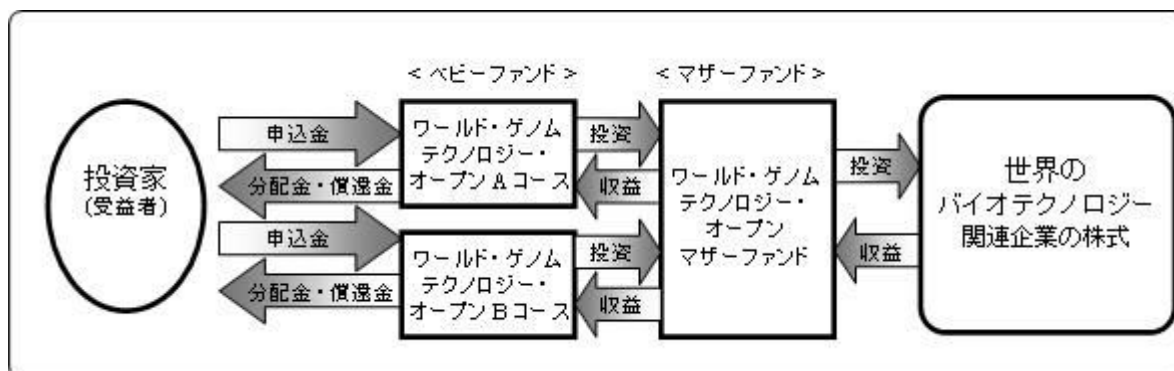 < ベビーファンド >
< マザーファンド >
投資家
(受益者)
申込金
分配金・償還金
申込金
分配金・償還金
ワールド・ゲノム
テクノロジー・
オープンAコース
ワールド・ゲノム
テクノロジー・
オープンBコース
投資
収益
投資
収益
ワールド・ゲノム
テクノロジー・
オープン
マザーファンド
投資
収益
世界の
バイオテクノロジー
関連企業の株式